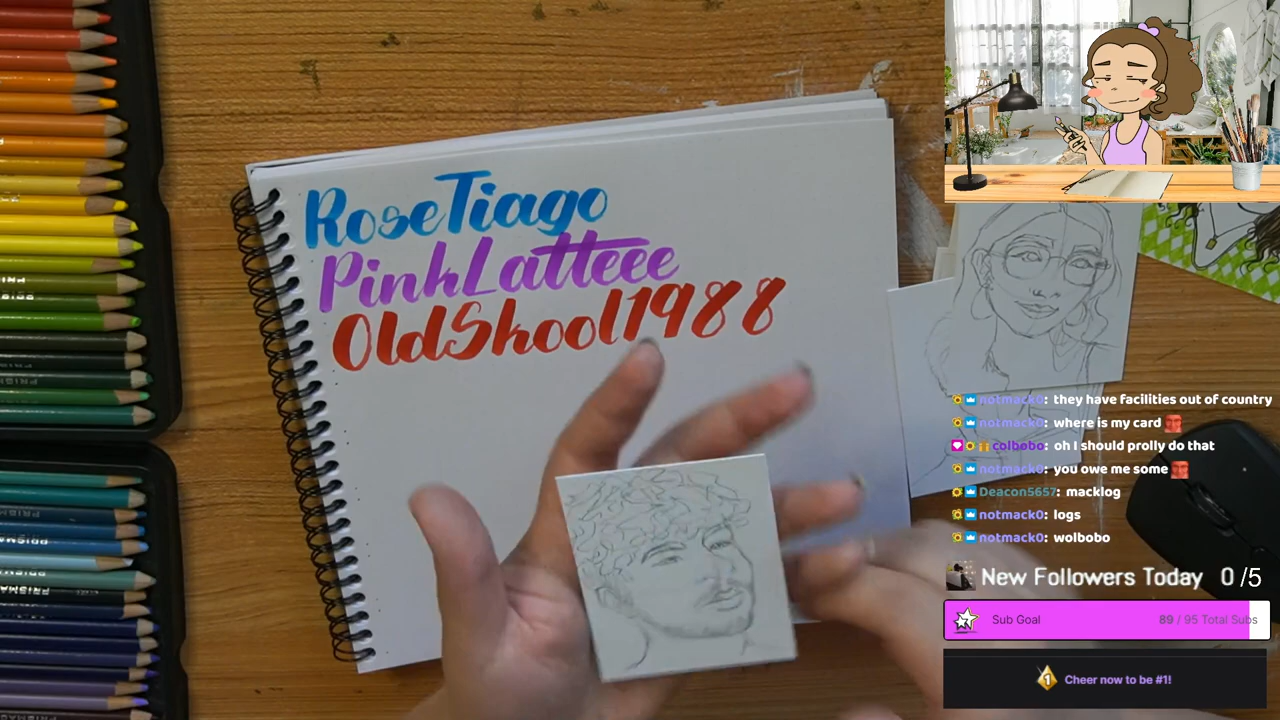 RoseTiago
PinkLatteee
OldSkool1988
notmack0: they have facilities out of country
notmack0: where is my card
colbobo: oh I should prolly do that
notmack0: you owe me some
Deacon5657: macklog
notmack0: logs
notmack0: wolbobo
New Followers Today 0 /5
Sub Goal 89 / 95 Total Subs
1 Cheer now to be #1!